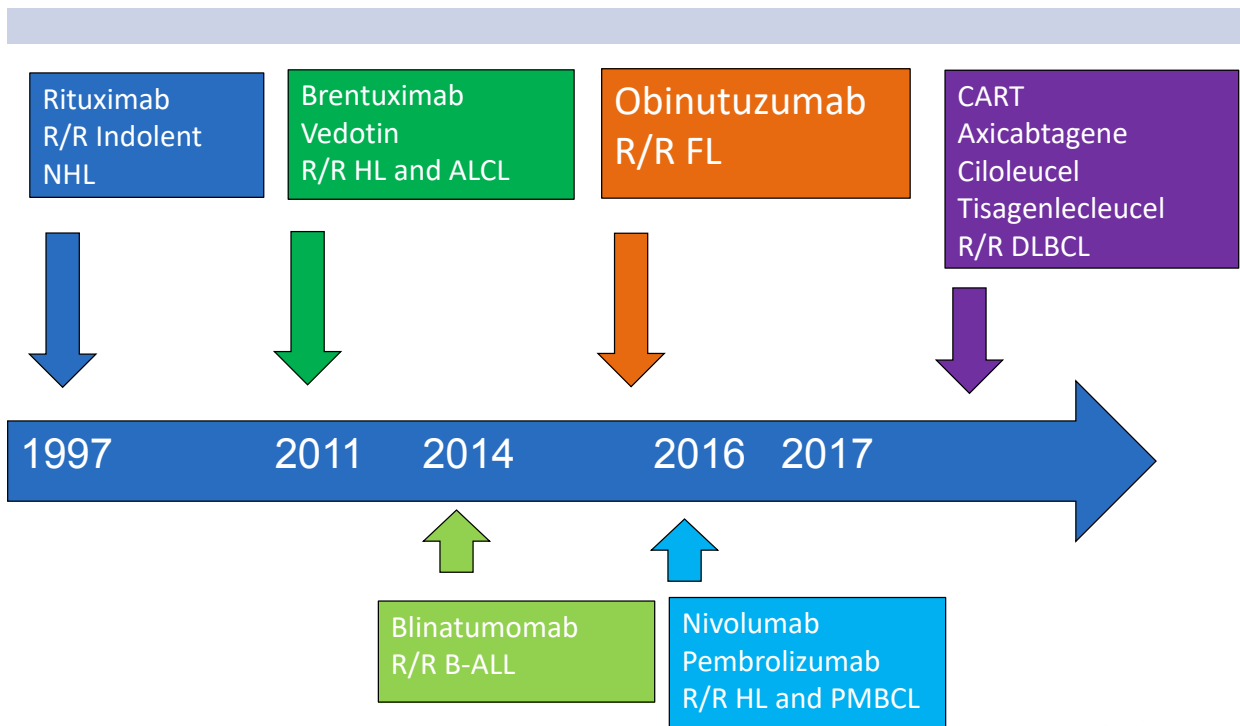 Rituximab
R/R Indolent
NHL
Brentuximab
Vedotin
R/R HL and ALCL
Obinutuzumab
R/R FL
CART
Axicabtagene
Ciloleucel
Tisagenlecleucel
R/R DLBCL
1997
2011
2014
2016
2017
Blinatumomab
R/R B-ALL
Nivolumab
Pembrolizumab
R/R HL and PMBCL